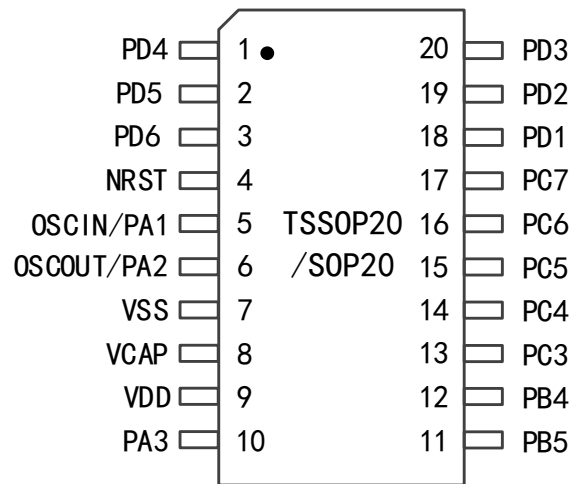 PD4 1 20 PD3
PD5 2 19 PD2
PD6 3 18 PD1
NRST 4 17 PC7
OSCIN/PA1 5 TSSOP20 16 PC6
OSCOUT/PA2 6 /SOP20 15 PC5
VSS 7 14 PC4
VCAP 8 13 PC3
VDD 9 12 PB4
PA3 10 11 PB5